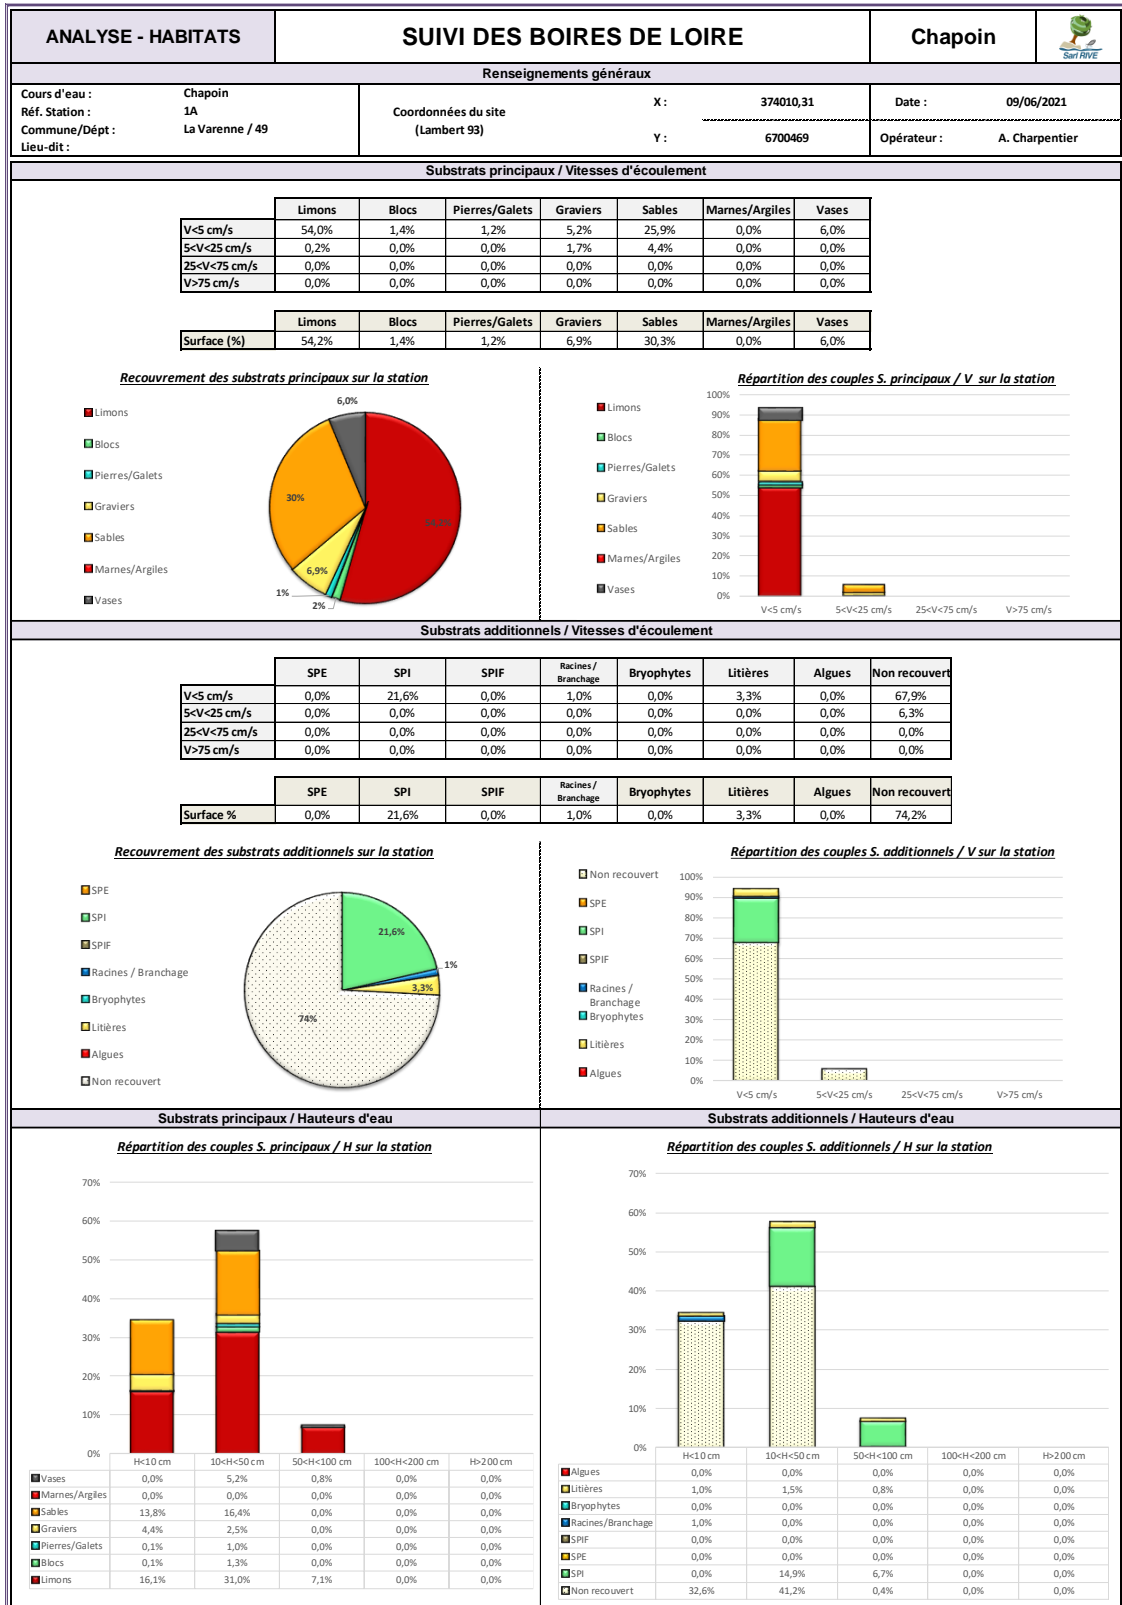 ANALYSE - HABITATS
SUIVI DES BOIRES DE LOIRE
Chapoin
Sarl RIVE
Renseignements généraux
Cours d'eau : Chapoin
Réf. Station : 1A
Commune/Dépt : La Varenne / 49
Lieu-dit :
Coordonnées du site
(Lambert 93)
X : 374010,31
Y : 6700469
Date : 09/06/2021
Opérateur : A. Charpentier
Substrats principaux / Vitesses d'écoulement
Limons Blocs Pierres/Galets Graviers Sables Marnes/Argiles Vases
V<5 cm/s 54,0% 1,4% 1,2% 5,2% 25,9% 0,0% 6,0%
5<V<25 cm/s 0,2% 0,0% 0,0% 1,7% 4,4% 0,0% 0,0%
25<V<75 cm/s 0,0% 0,0% 0,0% 0,0% 0,0% 0,0% 0,0%
V>75 cm/s 0,0% 0,0% 0,0% 0,0% 0,0% 0,0% 0,0%
Limons Blocs Pierres/Galets Graviers Sables Marnes/Argiles Vases
Surface (%) 54,2% 1,4% 1,2% 6,9% 30,3% 0,0% 6,0%
Recouvrement des substrats principaux sur la station
Limons
Blocs
Pierres/Galets
Graviers
Sables
Marnes/Argiles
Vases
6,0%
30%
6,9%
1%
2%
Répartition des couples S. principaux / V sur la station
Limons
Blocs
Pierres/Galets
Graviers
Sables
Marnes/Argiles
Vases
100%
90%
80%
70%
60%
50%
40%
30%
20%
10%
0%
V<5 cm/s 5<V<25 cm/s 25<V<75 cm/s V>75 cm/s
Substrats additionnels / Vitesses d'écoulement
SPE SPI SPIF Racines / Branchage Bryophytes Litières Algues Non recouvert
V<5 cm/s 0,0% 21,6% 0,0% 1,0% 0,0% 3,3% 0,0% 67,9%
5<V<25 cm/s 0,0% 0,0% 0,0% 0,0% 0,0% 0,0% 0,0% 6,3%
25<V<75 cm/s 0,0% 0,0% 0,0% 0,0% 0,0% 0,0% 0,0% 0,0%
V>75 cm/s 0,0% 0,0% 0,0% 0,0% 0,0% 0,0% 0,0% 0,0%
SPE SPI SPIF Racines / Branchage Bryophytes Litières Algues Non recouvert
Surface % 0,0% 21,6% 0,0% 1,0% 0,0% 3,3% 0,0% 74,2%
Recouvrement des substrats additionnels sur la station
SPE
SPI
SPIF
Racines / Branchage
Bryophytes
Litières
Algues
Non recouvert
21,6%
1%
3,3%
74%
Répartition des couples S. additionnels / V sur la station
Non recouvert
SPE
SPI
SPIF
Racines /
Branchage
Bryophytes
Litières
Algues
100%
90%
80%
70%
60%
50%
40%
30%
20%
10%
0%
V<5 cm/s 5<V<25 cm/s 25<V<75 cm/s V>75 cm/s
Substrats principaux / Hauteurs d'eau
Répartition des couples S. principaux / H sur la station
70%
60%
50%
40%
30%
20%
10%
0%
H<10 cm 10<H<50 cm 50<H<100 cm 100<H<200 cm H>200 cm
Vases 0,0% 5,2% 0,8% 0,0% 0,0%
Marnes/Argiles 0,0% 0,0% 0,0% 0,0% 0,0%
Sables 13,8% 16,4% 0,0% 0,0% 0,0%
Graviers 4,4% 2,5% 0,0% 0,0% 0,0%
Pierres/Galets 0,1% 1,0% 0,0% 0,0% 0,0%
Blocs 0,1% 1,3% 0,0% 0,0% 0,0%
Limons 16,1% 31,0% 7,1% 0,0% 0,0%
Substrats additionnels / Hauteurs d'eau
Répartition des couples S. additionnels / H sur la station
70%
60%
50%
40%
30%
20%
10%
0%
H<10 cm 10<H<50 cm 50<H<100 cm 100<H<200 cm H>200 cm
Algues 0,0% 0,0% 0,0% 0,0% 0,0%
Litières 1,0% 1,5% 0,8% 0,0% 0,0%
Bryophytes 0,0% 0,0% 0,0% 0,0% 0,0%
Racines/Branchage 1,0% 0,0% 0,0% 0,0% 0,0%
SPIF 0,0% 0,0% 0,0% 0,0% 0,0%
SPE 0,0% 0,0% 0,0% 0,0% 0,0%
SPI 0,0% 14,9% 6,7% 0,0% 0,0%
Non recouvert 32,6% 41,2% 0,4% 0,0% 0,0%